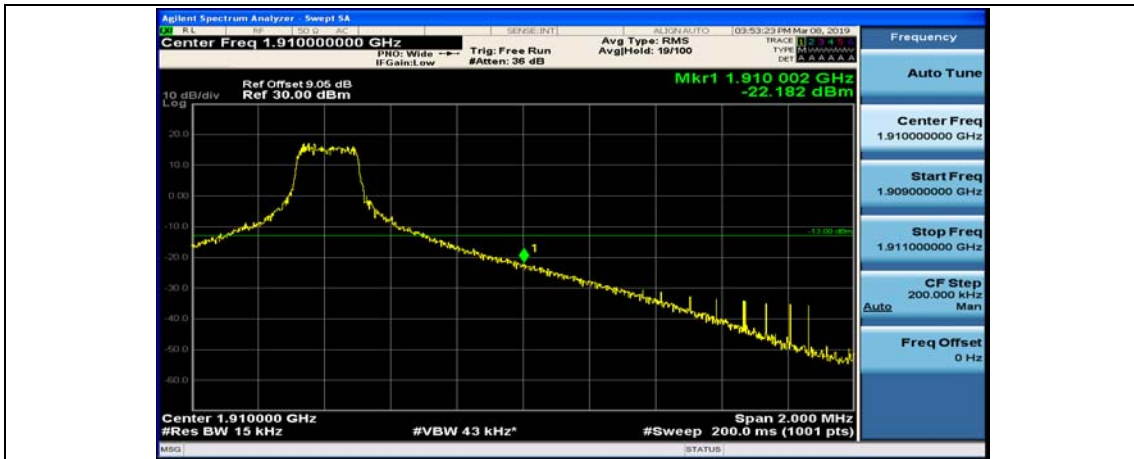 Agilent Spectrum Analyzer - Swept SA
RL RF 50 Ω AC SENSE:INT ALIGN AUTO 03:53:23 PM Mar 08, 2019
Center Freq 1.910000000 GHz
PNO: Wide
IFGain:Low
Trig: Free Run
#Atten: 36 dB
Avg Type: RMS
Avg|Hold: 19/100
TRACE 1 2 3 4 5 6
TYPE M
DET A A A A A A
Frequency
Mkr1 1.910 002 GHz
-22.182 dBm
Ref Offset 9.05 dB
Ref 30.00 dBm
10 dB/div
Log
20.0
10.0
0.00
-10.0
-20.0
-30.0
-40.0
-50.0
-60.0
-13.00 dBm
1
Center 1.910000 GHz
Span 2.000 MHz
#Res BW 15 kHz
#VBW 43 kHz*
#Sweep 200.0 ms (1001 pts)
MSG
STATUS
Auto Tune
Center Freq
1.910000000 GHz
Start Freq
1.909000000 GHz
Stop Freq
1.911000000 GHz
CF Step
200.000 kHz
Auto Man
Freq Offset
0 Hz